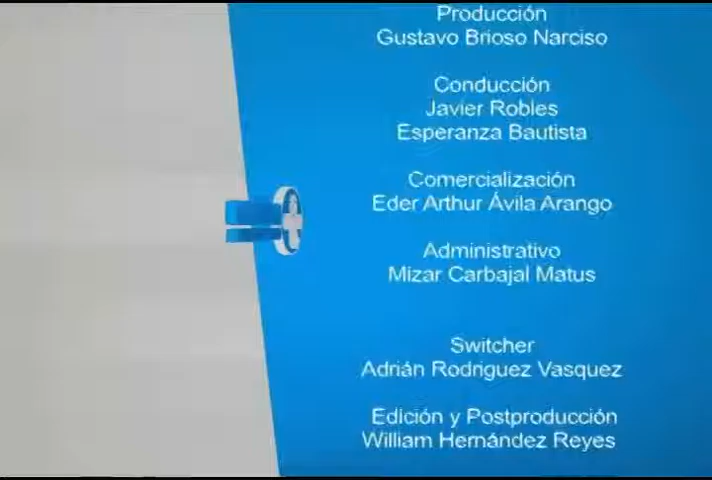 Producción
Gustavo Brioso Narciso
Conducción
Javier Robles
Esperanza Bautista
Comercialización
Eder Arthur Ávila Arango
Administrativo
Mizar Carbajal Matus
Switcher
Adrián Rodriguez Vasquez
Edición y Postproducción
William Hernández Reyes